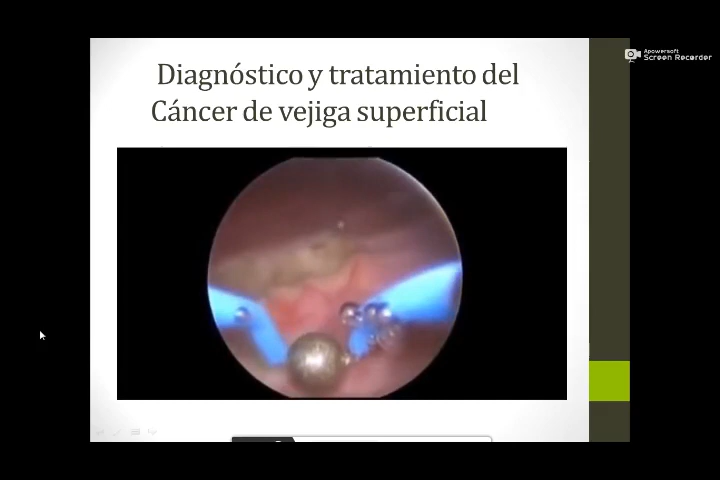 Diagnóstico y tratamiento del
Cáncer de vejiga superficial
Apowersoft
Screen Recorder